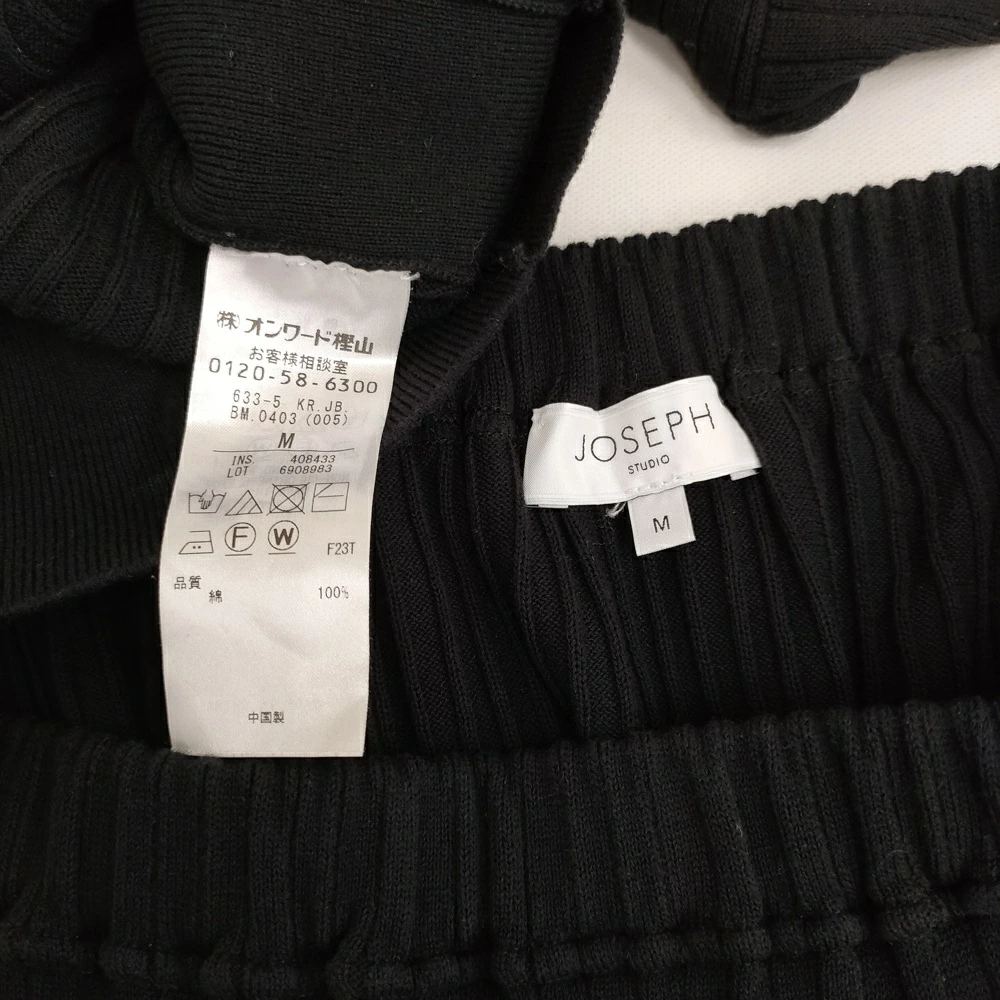 ㈱オンワード樫山
お客様相談室
0120-58-6300
633-5 KR.JB.
BM.0403 (005)
M
INS. 408433
LOT 6908983
F W F23T
品質
綿 100%
中国製
JOSEPH
STUDIO
M